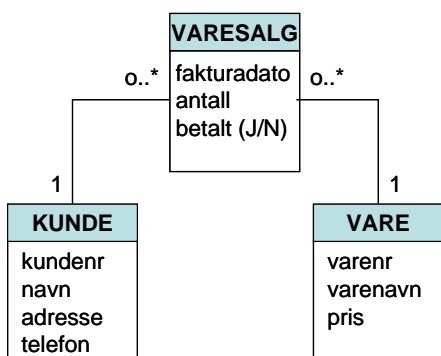 VARESALG
o..* fakturadato o..*
antall
betalt (J/N)
1 1
KUNDE VARE
kundenr varenr
navn varenavn
adresse pris
telefon